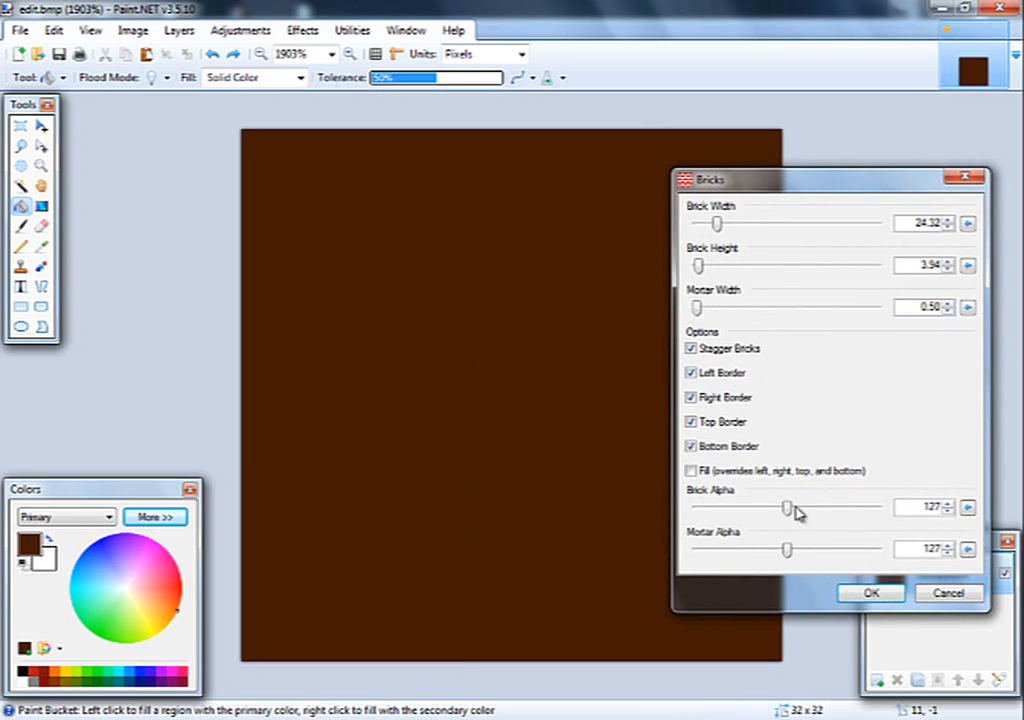 edit.bmp (1903%) - Paint.NET v3.5.10
File Edit View Image Layers Adjustments Effects Utilities Window Help
1903% Units: Pixels
Tool: Flood Mode: Fill: Solid Color Tolerance: 50%
Tools
Bricks
Brick Width
24.32
Brick Height
3.94
Mortar Width
0.50
Options
Stagger Bricks
Left Border
Right Border
Top Border
Bottom Border
Fill (overrides left, right, top, and bottom)
Brick Alpha
127
Mortar Alpha
127
OK Cancel
Colors
Primary More >>
Paint Bucket: Left click to fill a region with the primary color, right click to fill with the secondary color 32 x 32 11, -1